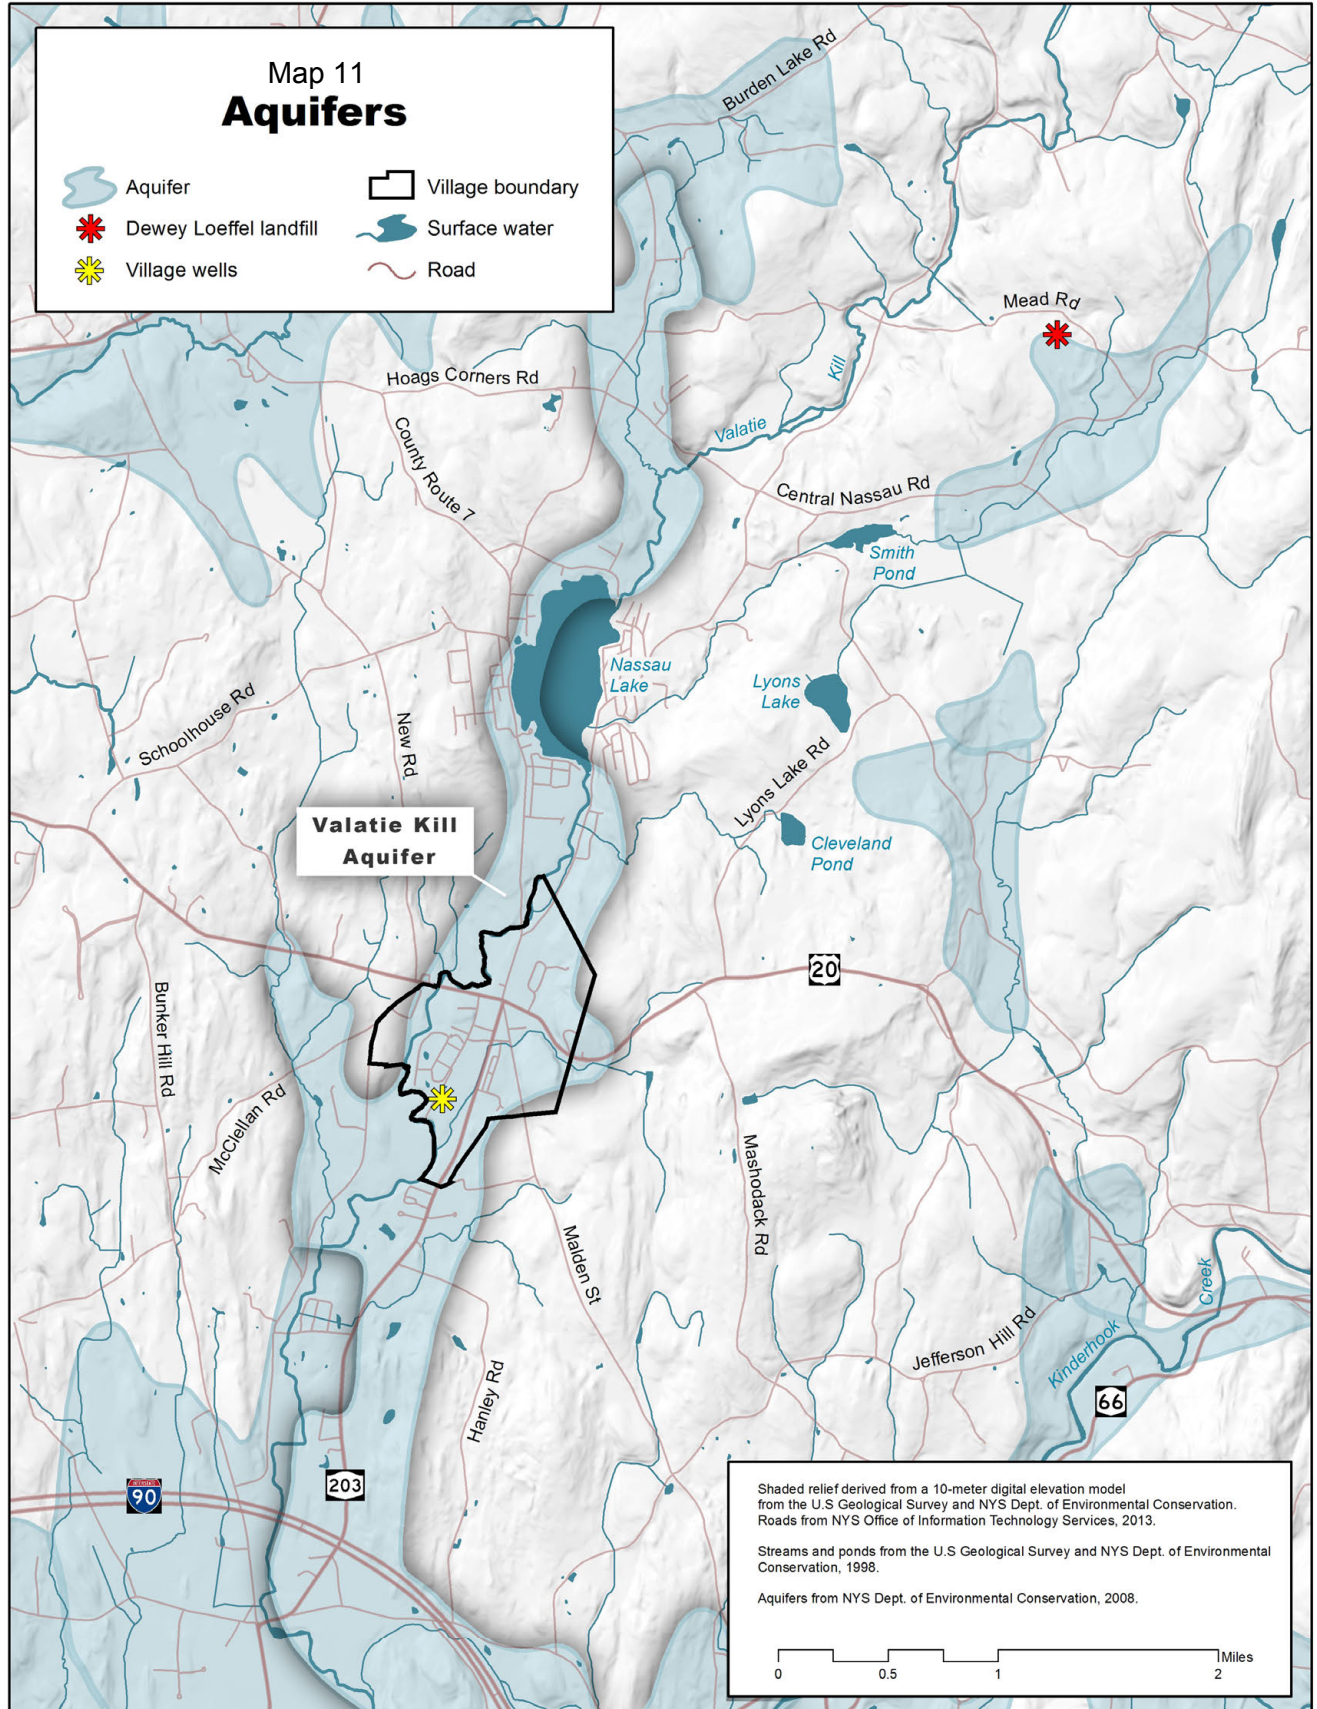 Map 11
Aquifers
Aquifer
Village boundary
Dewey Loeffel landfill
Surface water
Village wells
Road
Burden Lake Rd
Mead Rd
Kill
Hoags Corners Rd
Valatie
County Route 7
Central Nassau Rd
Smith
Pond
Nassau
Lake
Lyons
Lake
Schoolhouse Rd
New Rd
Lyons Lake Rd
Valatie Kill
Aquifer
Cleveland
Pond
20
Bunker Hill Rd
McClellan Rd
Mashodack Rd
Malden St
Creek
Jefferson Hill Rd
Kinderhook
Hanley Rd
66
203
INTERSTATE
90
Shaded relief derived from a 10-meter digital elevation model
from the U.S Geological Survey and NYS Dept. of Environmental Conservation.
Roads from NYS Office of Information Technology Services, 2013.
Streams and ponds from the U.S Geological Survey and NYS Dept. of Environmental
Conservation, 1998.
Aquifers from NYS Dept. of Environmental Conservation, 2008.
Miles
0 0.5 1 2